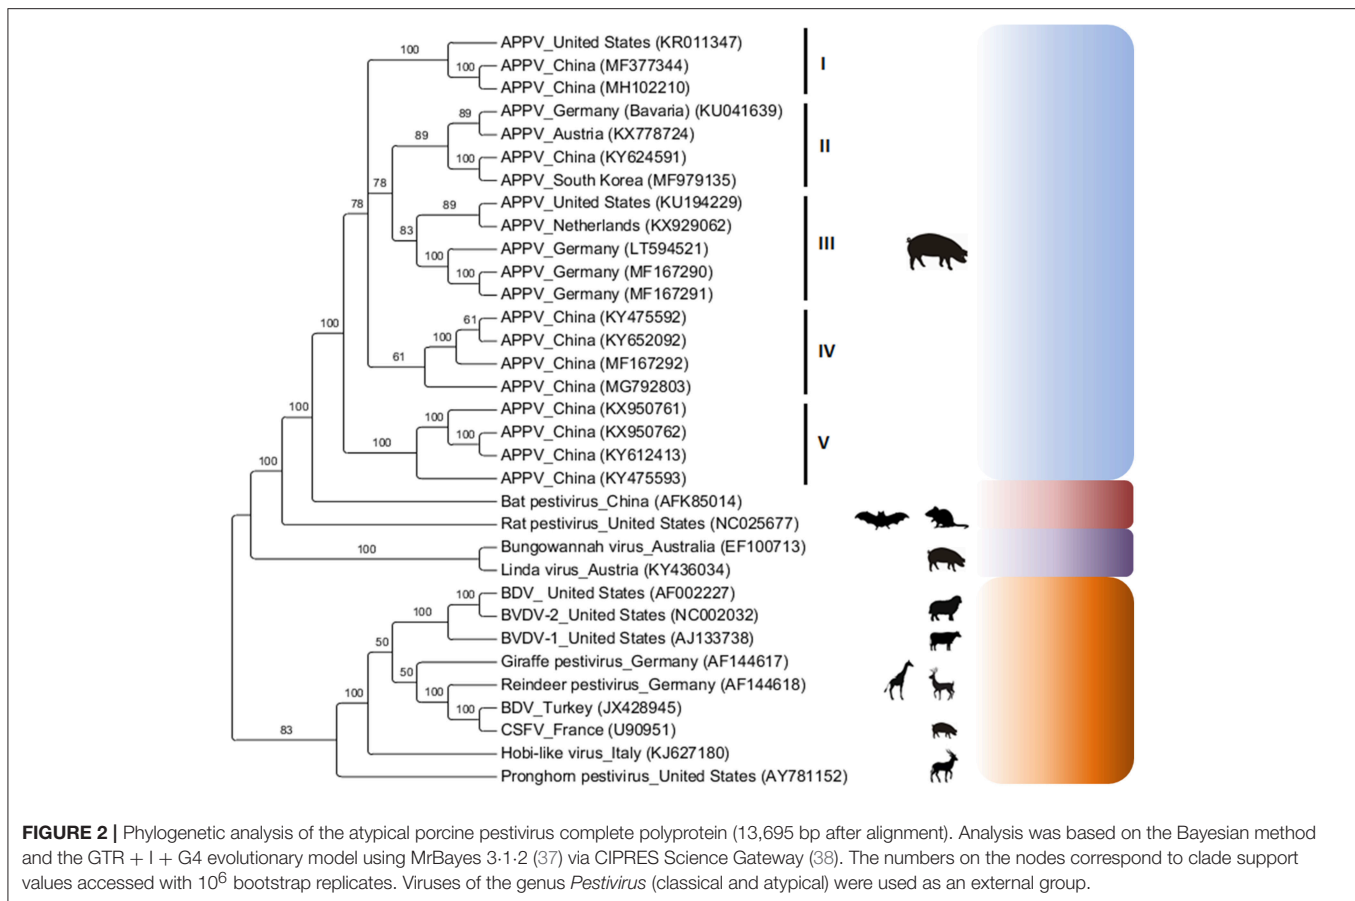 APPV_United States (KR011347)
100
APPV_China (MF377344)
100
I
APPV_China (MH102210)
APPV_Germany (Bavaria) (KU041639)
89
APPV_Austria (KX778724)
89
II
APPV_China (KY624591)
100
APPV_South Korea (MF979135)
78
APPV_United States (KU194229)
89
78
APPV_Netherlands (KX929062)
83
III
APPV_Germany (LT594521)
100
APPV_Germany (MF167290)
100
APPV_Germany (MF167291)
APPV_China (KY475592)
61
100
APPV_China (KY652092)
100
IV
61
APPV_China (MF167292)
APPV_China (MG792803)
100
APPV_China (KX950761)
100
APPV_China (KX950762)
100
V
100
APPV_China (KY612413)
100
APPV_China (KY475593)
Bat pestivirus_China (AFK85014)
Rat pestivirus_United States (NC025677)
Bungowannah virus_Australia (EF100713)
100
Linda virus_Austria (KY436034)
BDV_ United States (AF002227)
100
BVDV-2_United States (NC002032)
100
BVDV-1_United States (AJ133738)
50
Giraffe pestivirus_Germany (AF144617)
50
Reindeer pestivirus_Germany (AF144618)
100
100
BDV_Turkey (JX428945)
100
CSFV_France (U90951)
83
Hobi-like virus_Italy (KJ627180)
Pronghorn pestivirus_United States (AY781152)
FIGURE 2 | Phylogenetic analysis of the atypical porcine pestivirus complete polyprotein (13,695 bp after alignment). Analysis was based on the Bayesian method
and the GTR + I + G4 evolutionary model using MrBayes 3·1·2 (37) via CIPRES Science Gateway (38). The numbers on the nodes correspond to clade support
values accessed with 10⁶ bootstrap replicates. Viruses of the genus Pestivirus (classical and atypical) were used as an external group.